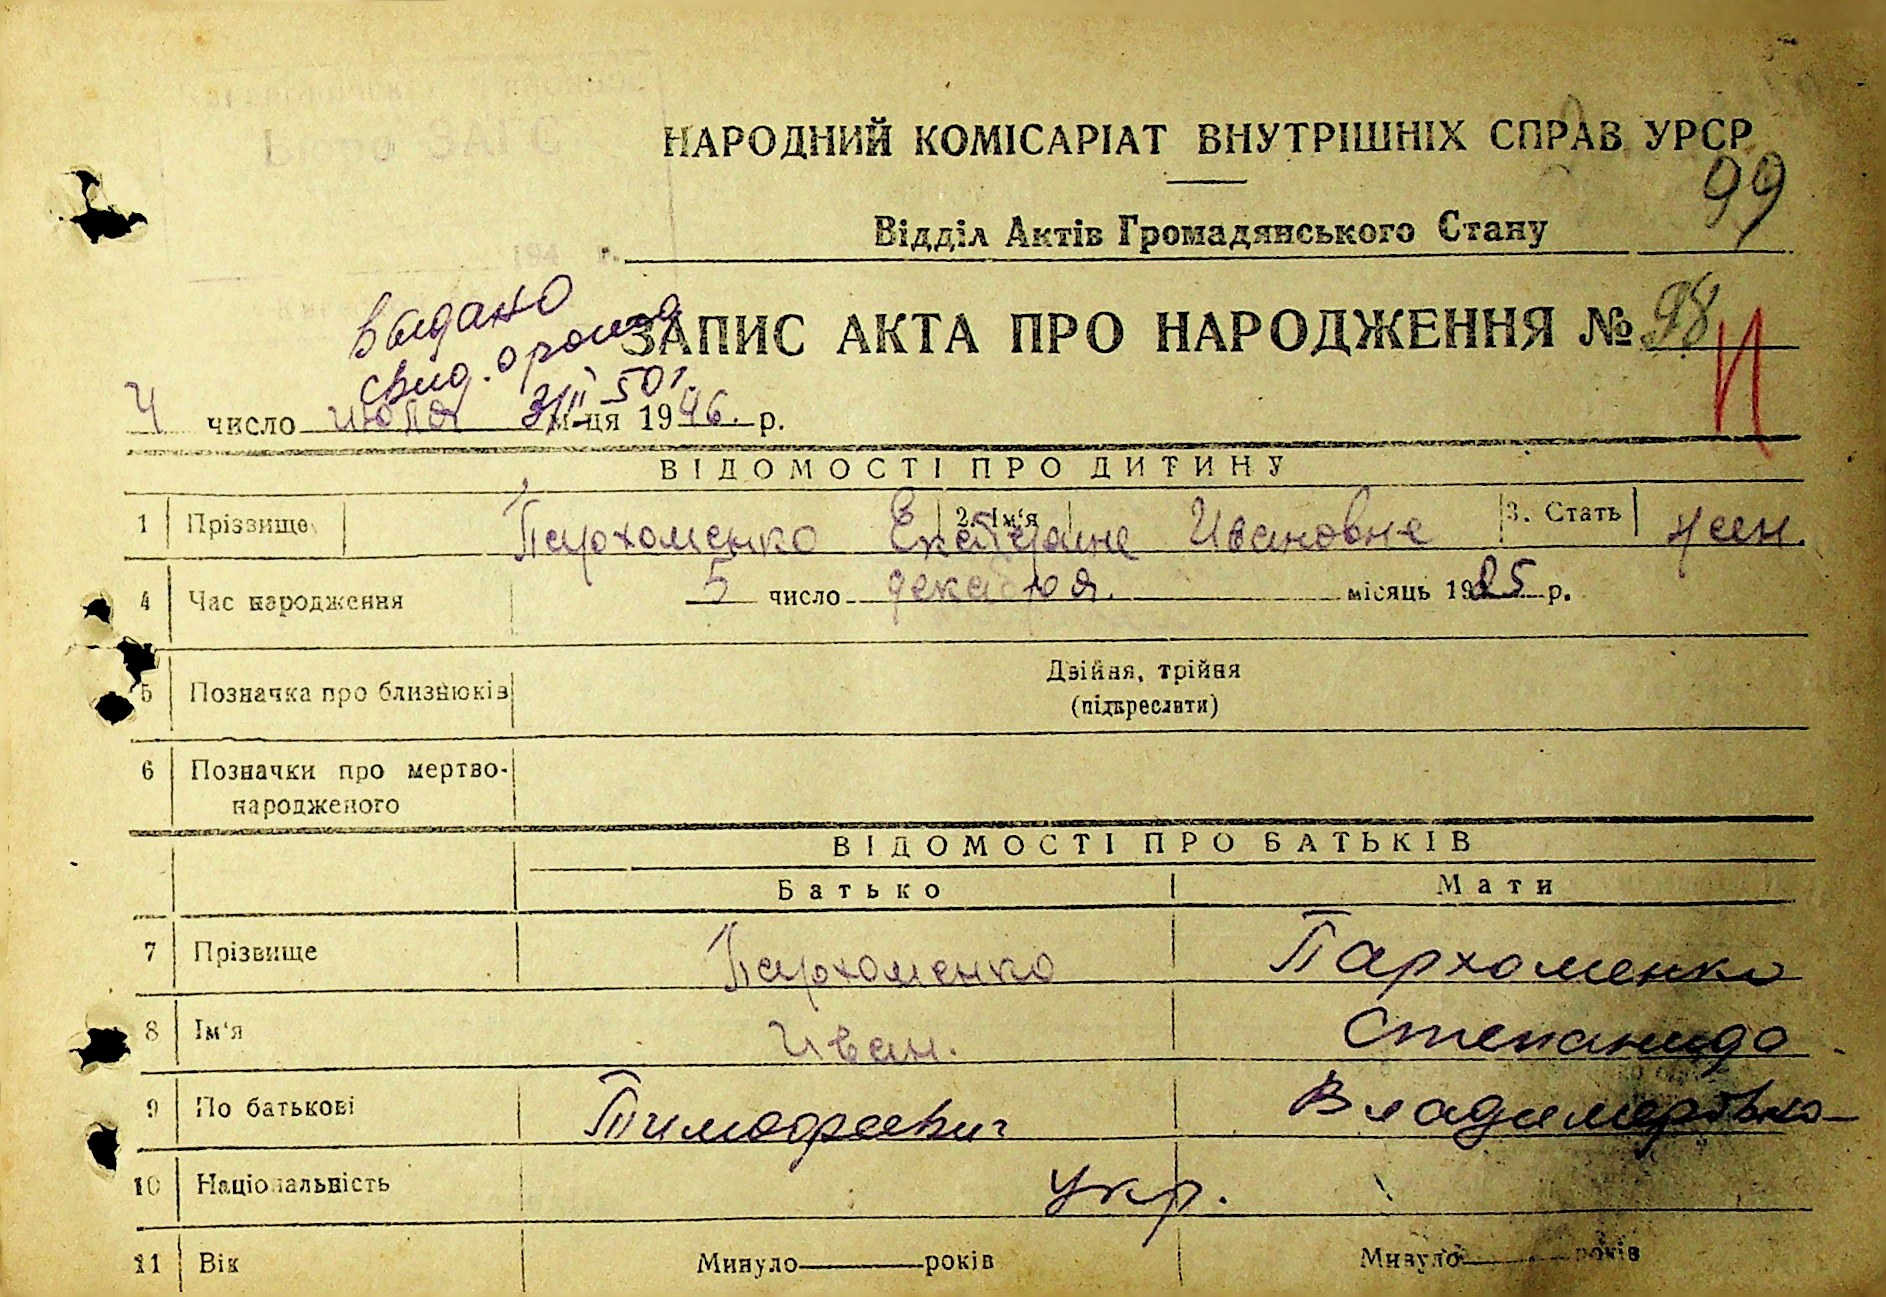 НАРОДНИЙ КОМІСАРІАТ ВНУТРІШНІХ СПРАВ УРСР
99
Відділ Актів Громадянського Стану
ЗАПИС АКТА ПРО НАРОДЖЕННЯ № 98
И
Выдано
свид. о рожд
3/II 50г.
4 число июля м-ця 1946. р.
ВІДОМОСТІ ПРО ДИТИНУ
1 Прізвище Пархоменко 2. Ім'я Екатерина Ивановна 3. Стать жен.
4 Час народження 5 число декабря. місяць 1925 р.
5 Позначка про близнюків Двійня, трійня
(підкреслити)
6 Позначки про мертво-
народженого
ВІДОМОСТІ ПРО БАТЬКІВ
Батько Мати
7 Прізвище Пархоменко Пархоменко
8 Ім'я Иван. Степанида
9 По батькові Тимофеевич
10 Національність укр.
11 Вік Минуло років Минуло років